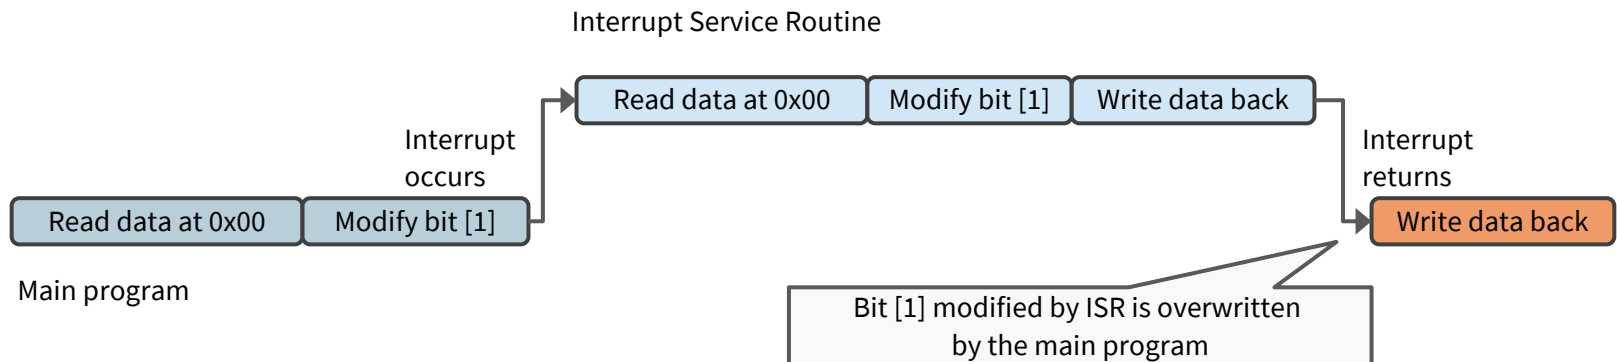 Interrupt Service Routine
Read data at 0x00
Modify bit [1]
Write data back
Interrupt
occurs
Interrupt
returns
Read data at 0x00
Modify bit [1]
Write data back
Main program
Bit [1] modified by ISR is overwritten
by the main program